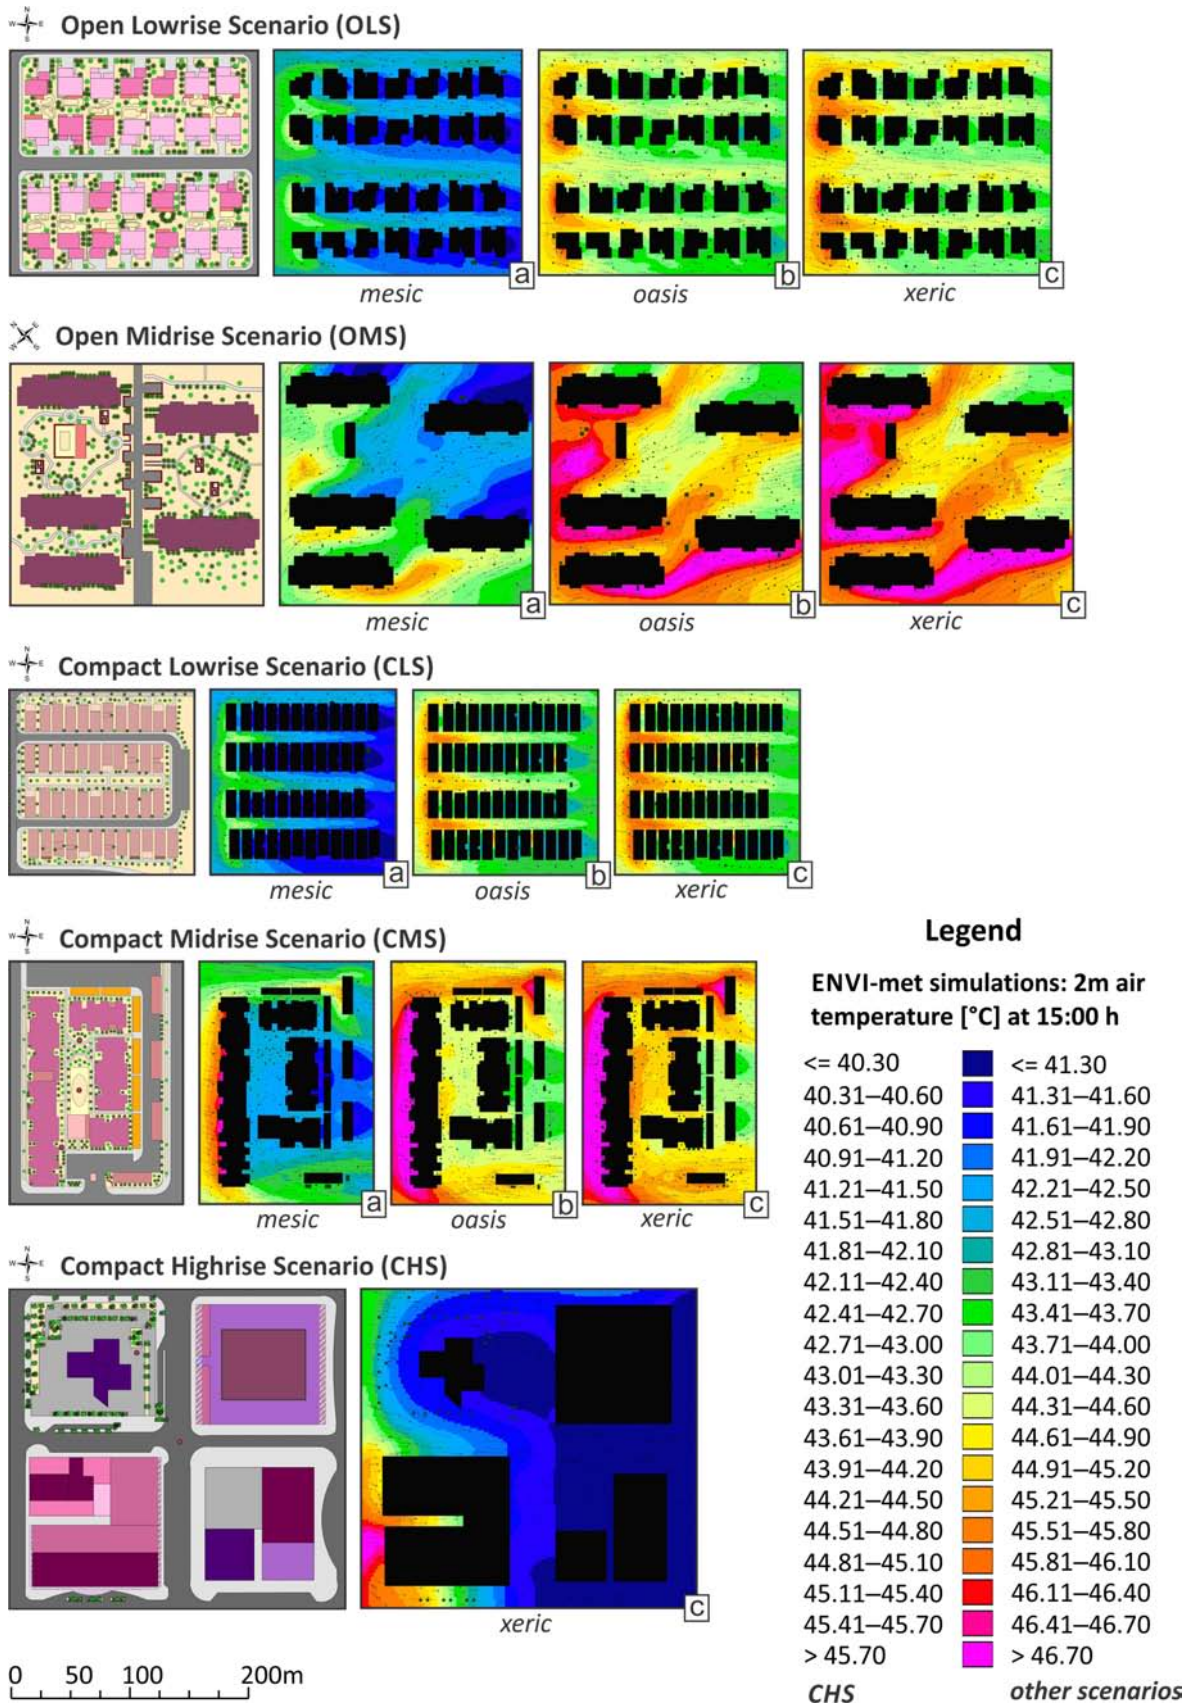 N
W E
S
Open Lowrise Scenario (OLS)
a
b
c
mesic
oasis
xeric
N E
W S
Open Midrise Scenario (OMS)
a
b
c
mesic
oasis
xeric
N
W E
S
Compact Lowrise Scenario (CLS)
a
b
c
mesic
oasis
xeric
N
W E
S
Compact Midrise Scenario (CMS)
a
b
c
mesic
oasis
xeric
N
W E
S
Compact Highrise Scenario (CHS)
c
xeric
0 50 100 200m
Legend
ENVI-met simulations: 2m air
temperature [°C] at 15:00 h
<= 40.30 <= 41.30
40.31–40.60 41.31–41.60
40.61–40.90 41.61–41.90
40.91–41.20 41.91–42.20
41.21–41.50 42.21–42.50
41.51–41.80 42.51–42.80
41.81–42.10 42.81–43.10
42.11–42.40 43.11–43.40
42.41–42.70 43.41–43.70
42.71–43.00 43.71–44.00
43.01–43.30 44.01–44.30
43.31–43.60 44.31–44.60
43.61–43.90 44.61–44.90
43.91–44.20 44.91–45.20
44.21–44.50 45.21–45.50
44.51–44.80 45.51–45.80
44.81–45.10 45.81–46.10
45.11–45.40 46.11–46.40
45.41–45.70 46.41–46.70
> 45.70 > 46.70
CHS other scenarios